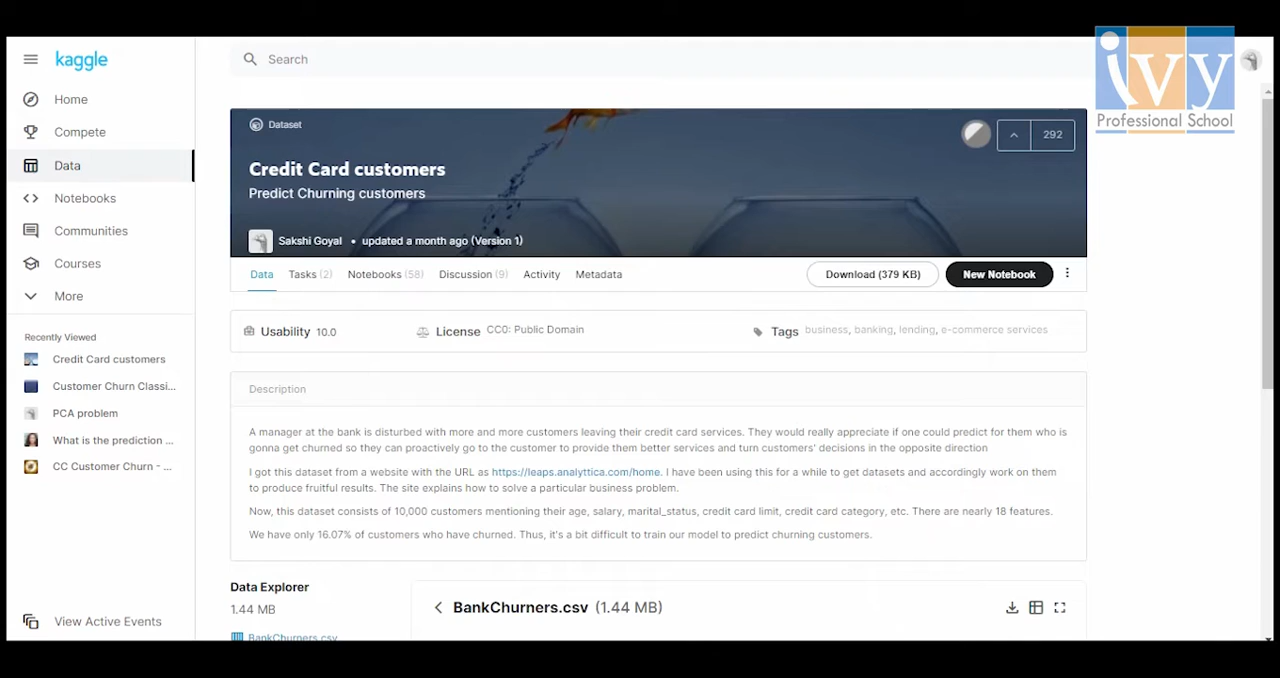 ivy
Professional School
kaggle
Search
Home
Compete
Data
Notebooks
Communities
Courses
More
Recently Viewed
Credit Card customers
Customer Churn Classi...
PCA problem
What is the prediction ...
CC Customer Churn - ...
View Active Events
Dataset
292
Credit Card customers
Predict Churning customers
Sakshi Goyal • updated a month ago (Version 1)
Data Tasks (2) Notebooks (58) Discussion (9) Activity Metadata Download (379 KB) New Notebook
Usability 10.0 License CC0: Public Domain Tags business, banking, lending, e-commerce services
Description
A manager at the bank is disturbed with more and more customers leaving their credit card services. They would really appreciate if one could predict for them who is
gonna get churned so they can proactively go to the customer to provide them better services and turn customers' decisions in the opposite direction
I got this dataset from a website with the URL as https://leaps.analyttica.com/home. I have been using this for a while to get datasets and accordingly work on them
to produce fruitful results. The site explains how to solve a particular business problem.
Now, this dataset consists of 10,000 customers mentioning their age, salary, marital_status, credit card limit, credit card category, etc. There are nearly 18 features.
We have only 16.07% of customers who have churned. Thus, it's a bit difficult to train our model to predict churning customers.
Data Explorer
1.44 MB
BankChurners.csv
BankChurners.csv (1.44 MB)